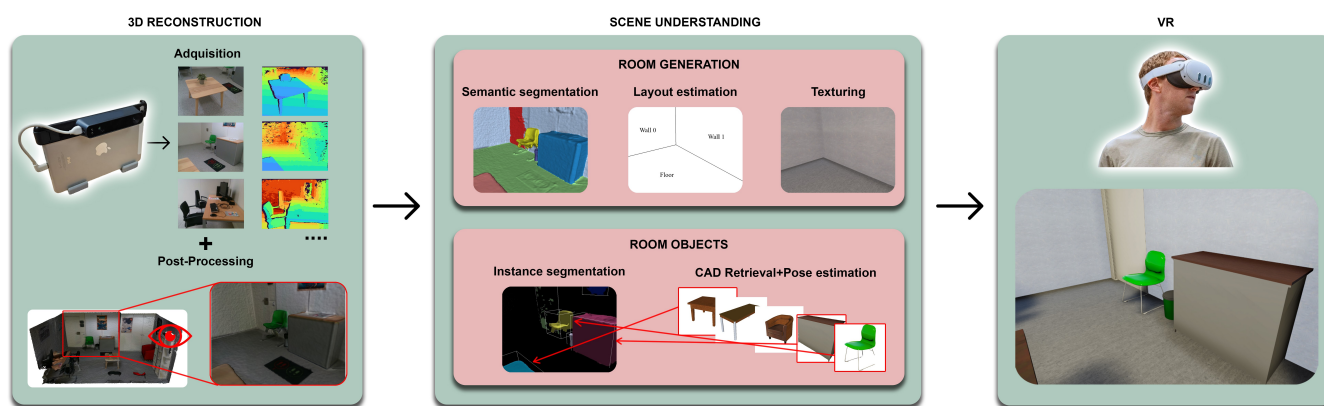 3D RECONSTRUCTION
SCENE UNDERSTANDING
VR
Adquisition
+
Post-Processing
ROOM GENERATION
Semantic segmentation
Layout estimation
Texturing
Wall 0
Wall 1
Floor
ROOM OBJECTS
Instance segmentation
CAD Retrieval+Pose estimation